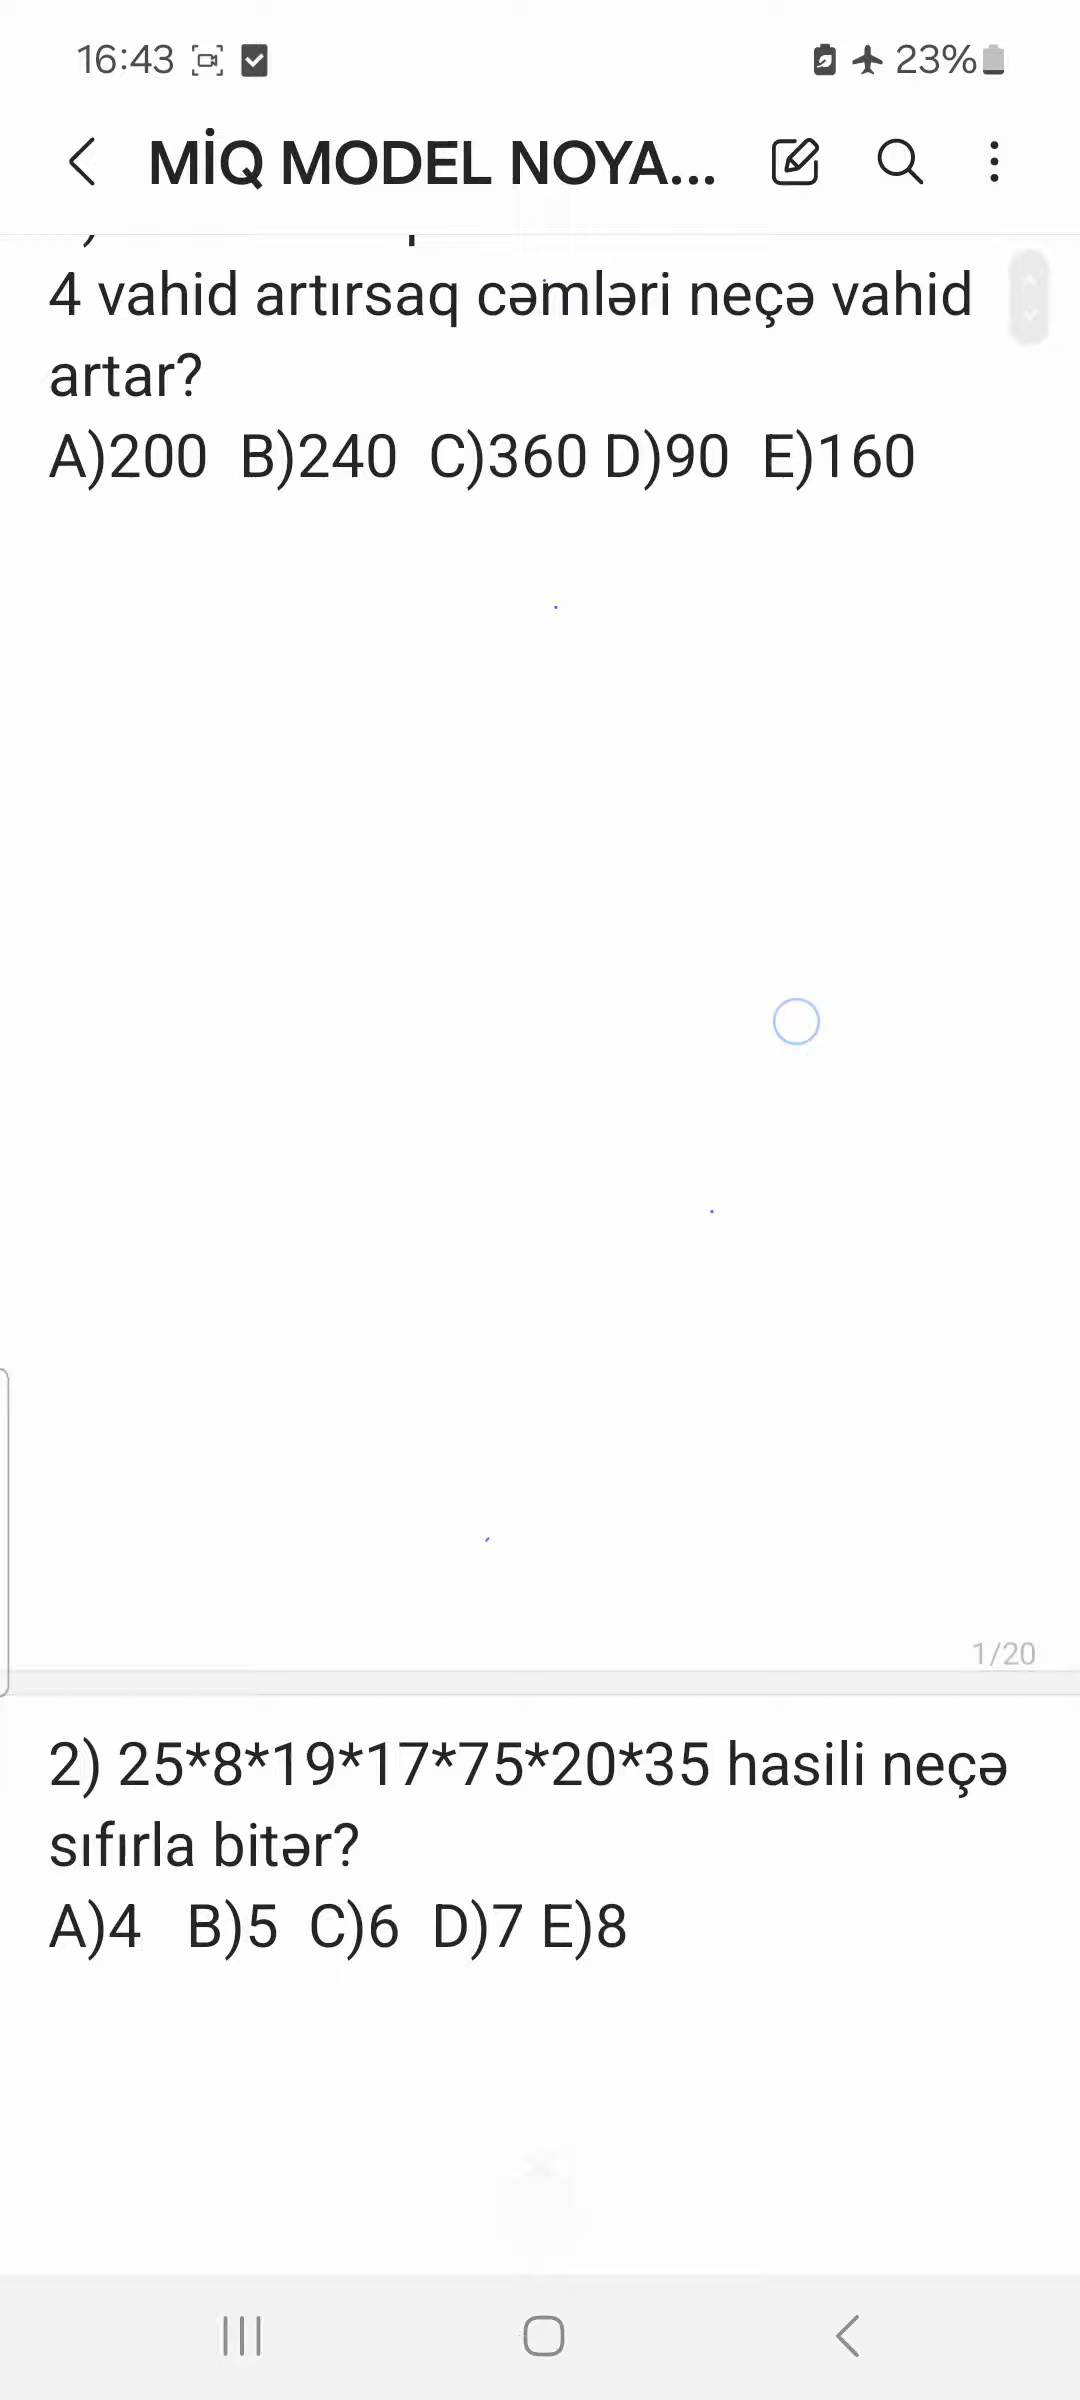 16:43 23%
MİQ MODEL NOYA...
4 vahid artırsaq cəmləri neçə vahid
artar?
A)200 B)240 C)360 D)90 E)160
1/20
2) 25*8*19*17*75*20*35 hasili neçə
sıfırla bitər?
A)4 B)5 C)6 D)7 E)8